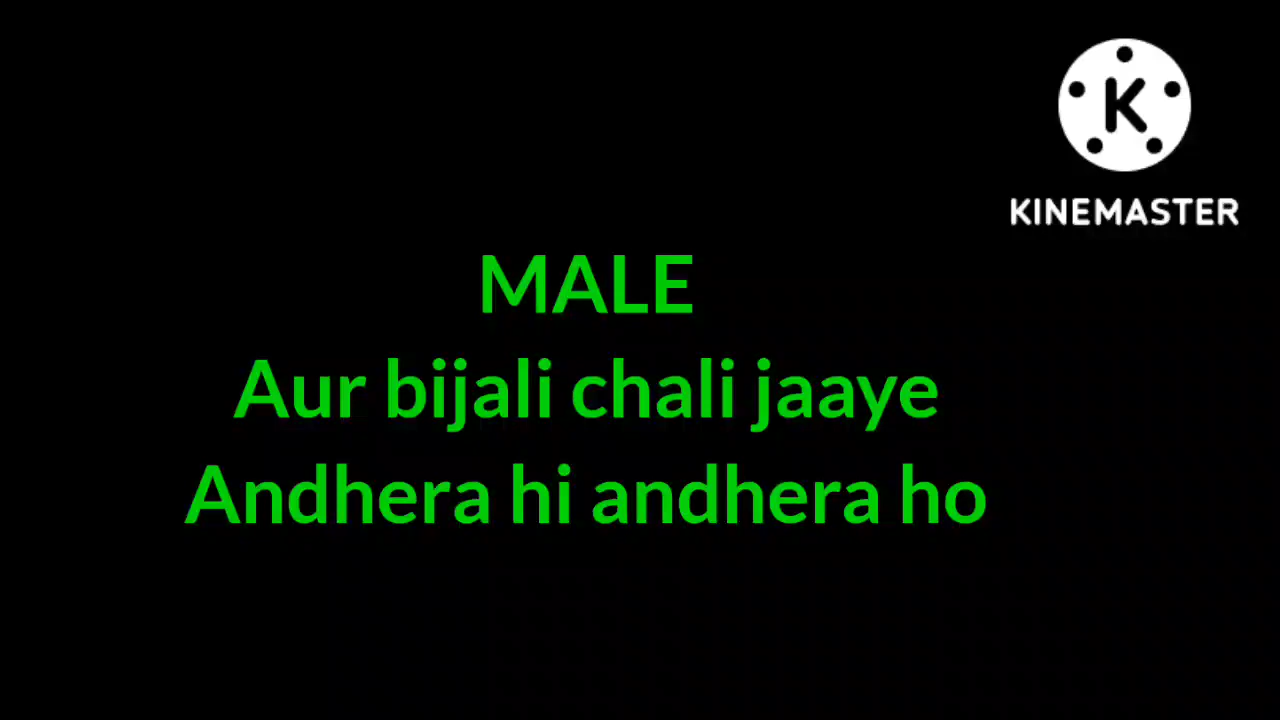 K
KINEMASTER
MALE
Aur bijali chali jaaye
Andhera hi andhera ho